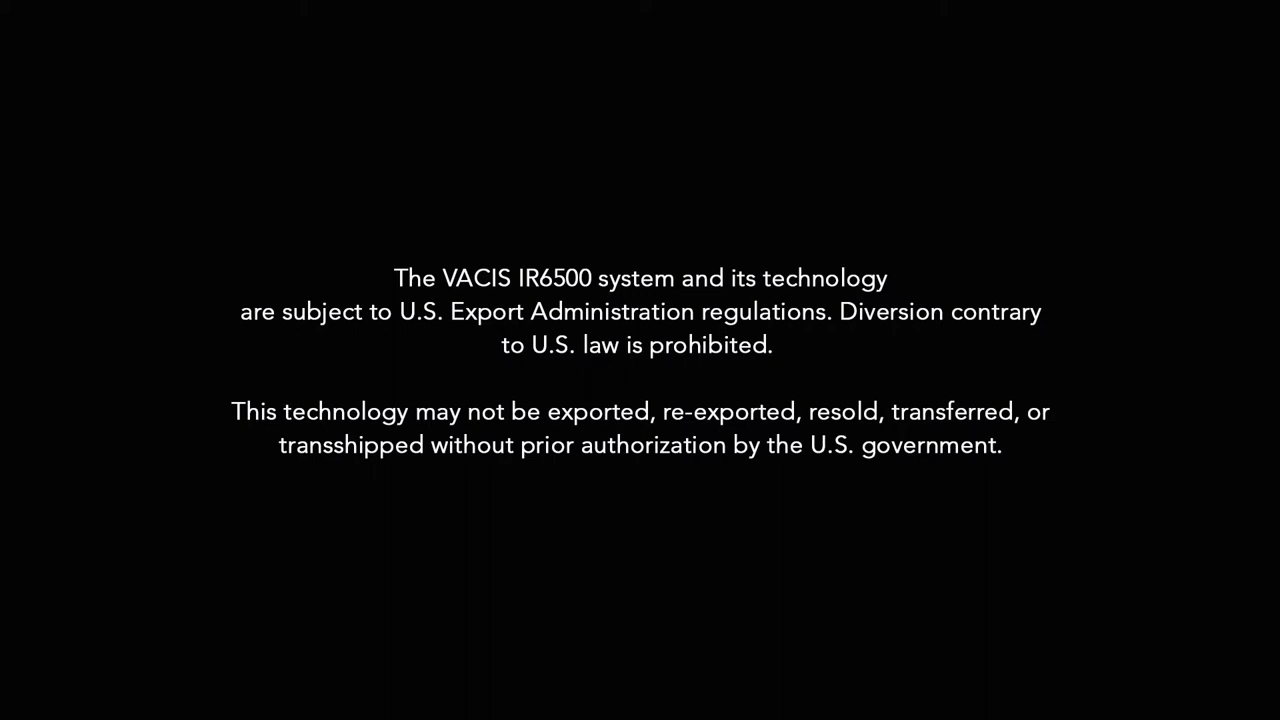 The VACIS IR6500 system and its technology
are subject to U.S. Export Administration regulations. Diversion contrary
to U.S. law is prohibited.
This technology may not be exported, re-exported, resold, transferred, or
transshipped without prior authorization by the U.S. government.